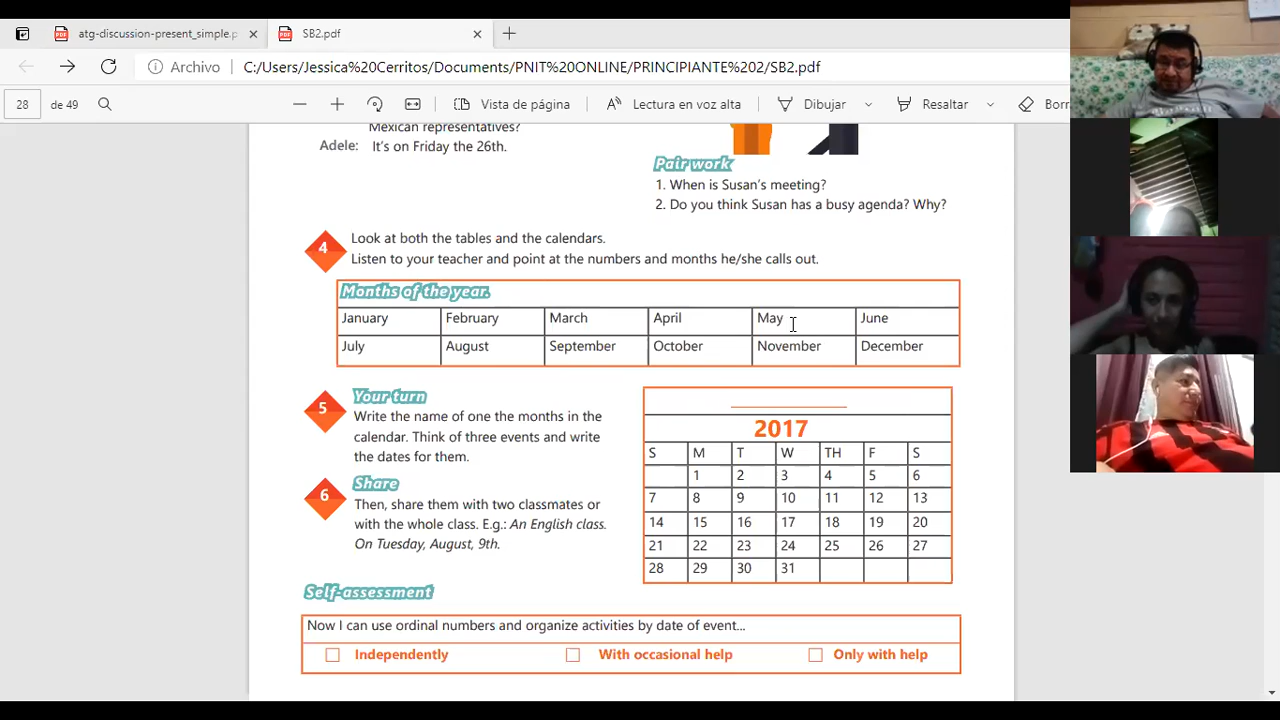 atg-discussion-present_simple.p
SB2.pdf
Archivo
C:/Users/Jessica%20Cerritos/Documents/PNIT%20ONLINE/PRINCIPIANTE%202/SB2.pdf
28 de 49
Vista de página
Lectura en voz alta
Dibujar
Resaltar
Borr
Mexican representatives?
Adele: It's on Friday the 26th.
Pair work
1. When is Susan's meeting?
2. Do you think Susan has a busy agenda? Why?
4 Look at both the tables and the calendars.
Listen to your teacher and point at the numbers and months he/she calls out.
Months of the year.
January February March April May June
July August September October November December
5 Your turn
Write the name of one the months in the
calendar. Think of three events and write
the dates for them.
6 Share
Then, share them with two classmates or
with the whole class. E.g.: An English class.
On Tuesday, August, 9th.
2017
S M T W TH F S
1 2 3 4 5 6
7 8 9 10 11 12 13
14 15 16 17 18 19 20
21 22 23 24 25 26 27
28 29 30 31
Self-assessment
Now I can use ordinal numbers and organize activities by date of event...
Independently With occasional help Only with help